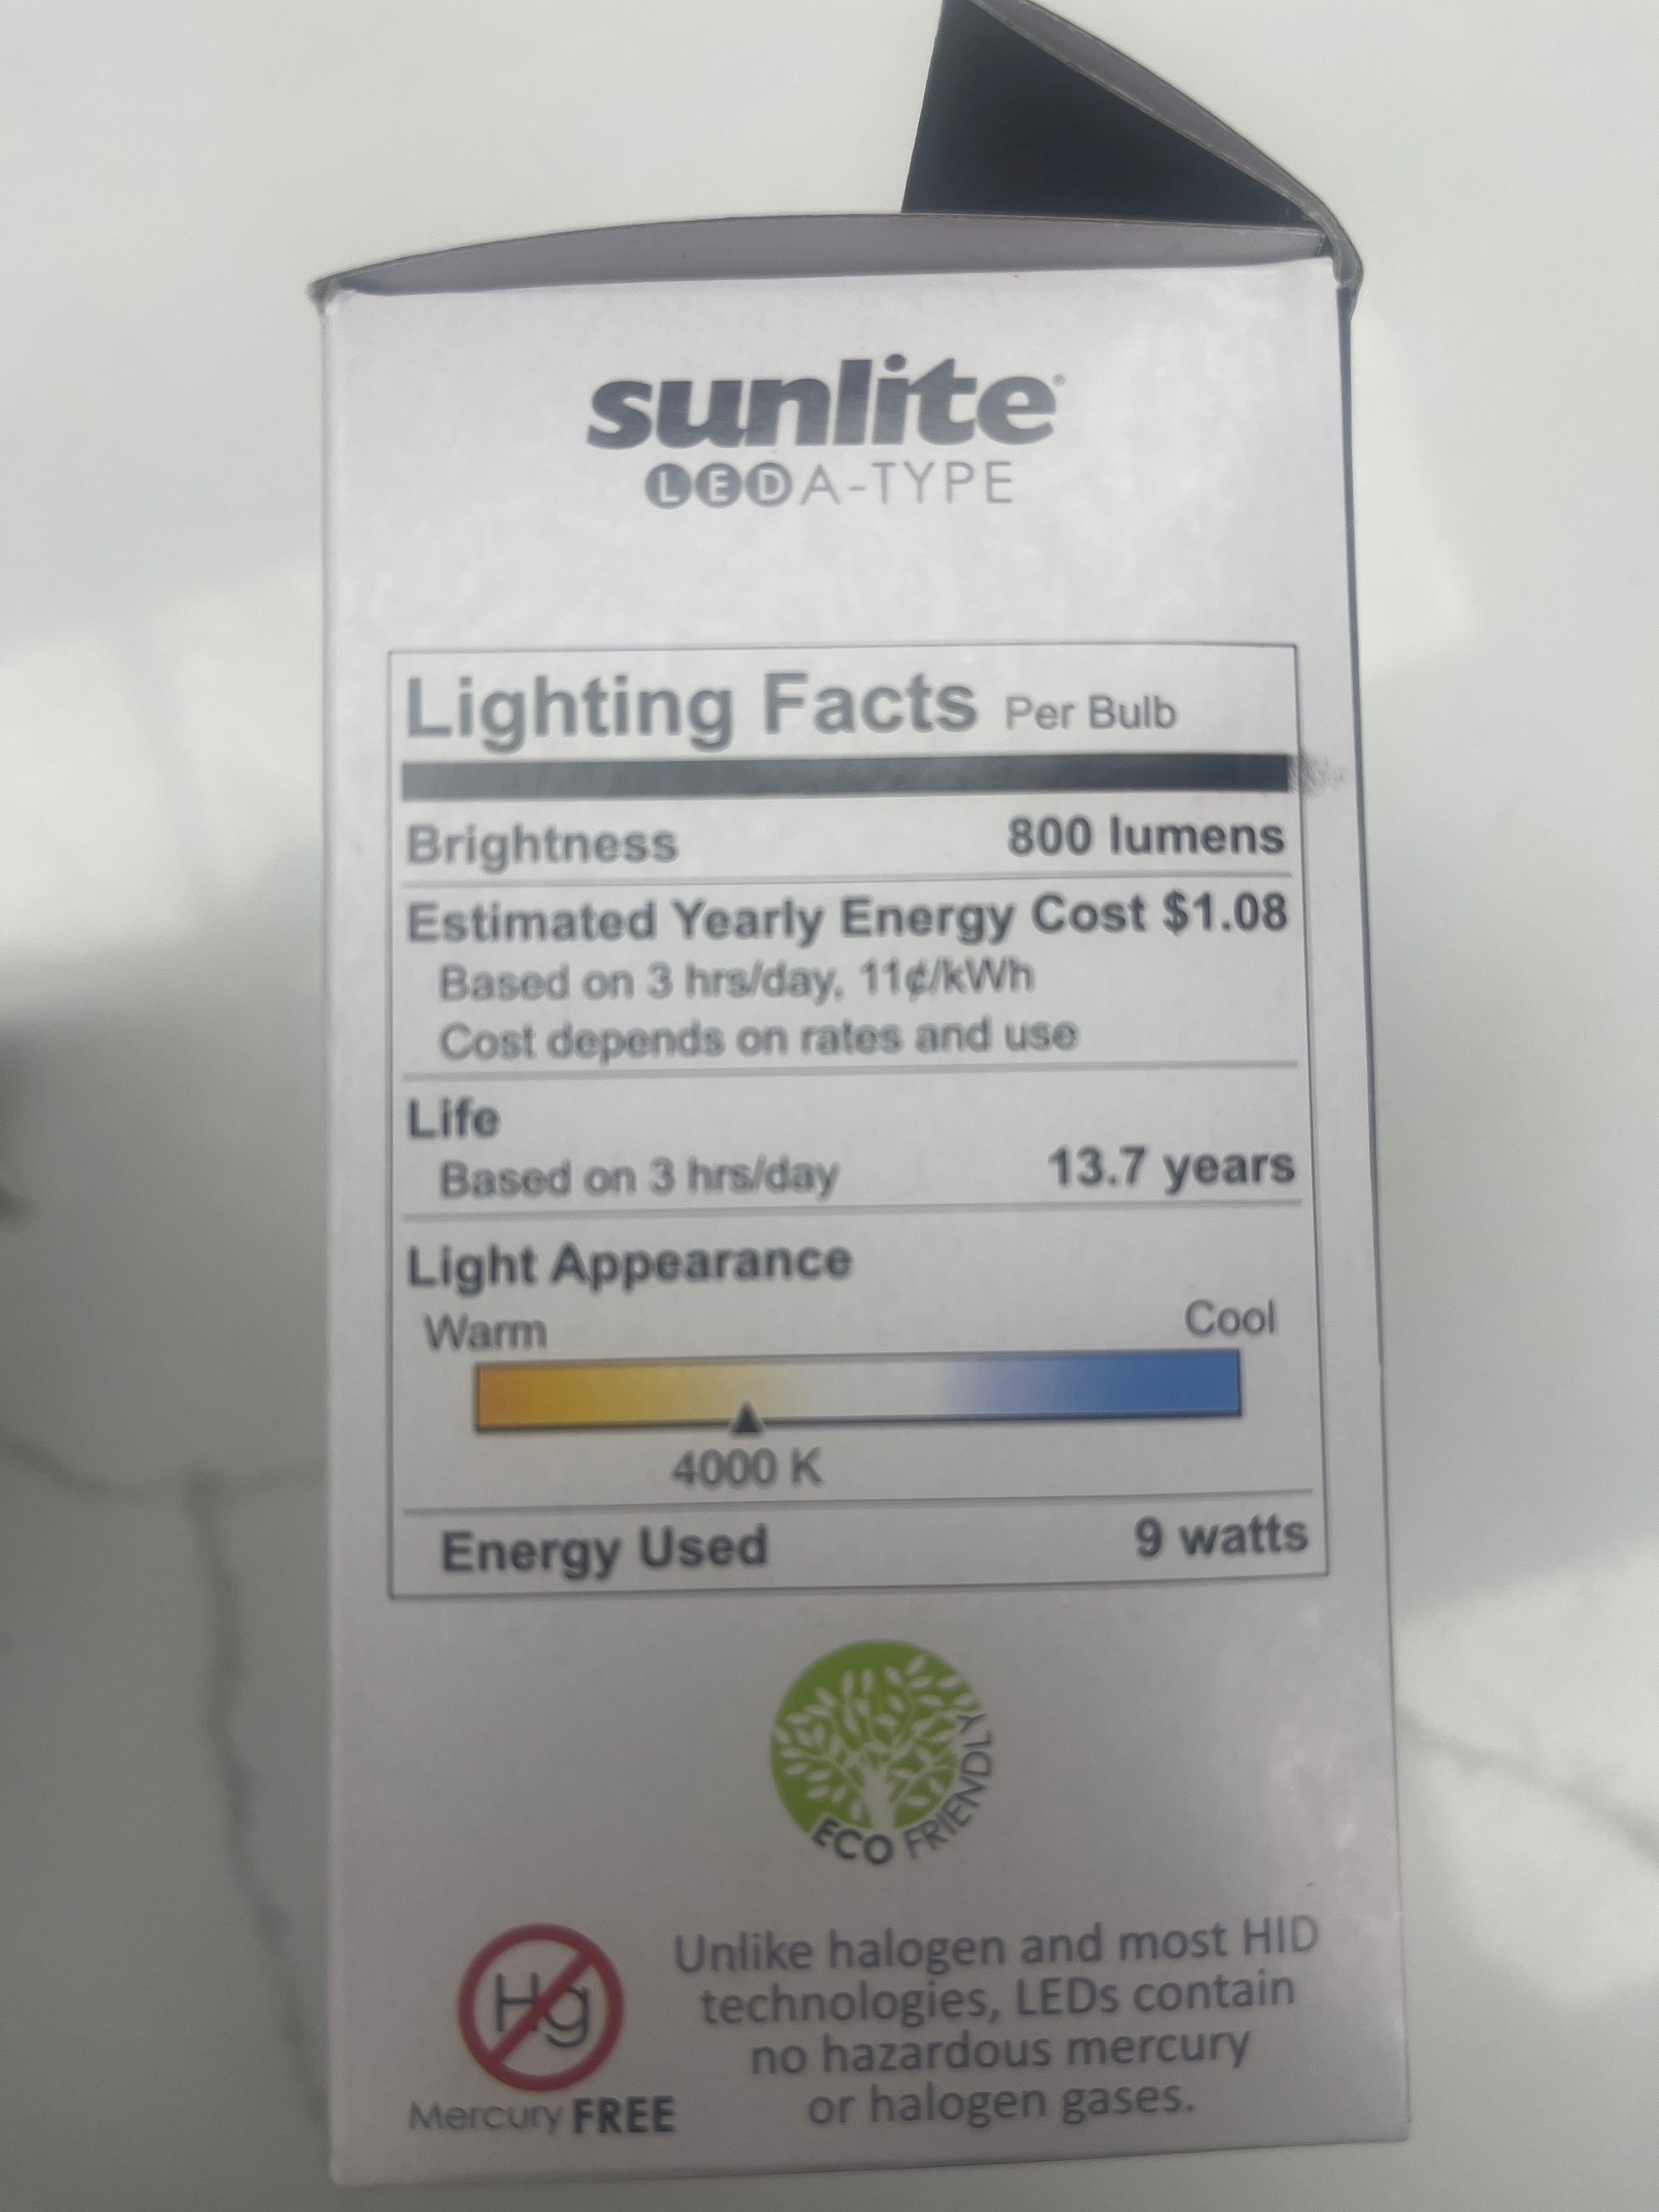 sunlite®
LED A-TYPE
Lighting Facts Per Bulb
Brightness 800 lumens
Estimated Yearly Energy Cost $1.08
Based on 3 hrs/day, 11¢/kWh
Cost depends on rates and use
Life
Based on 3 hrs/day 13.7 years
Light Appearance
Warm Cool
4000 K
Energy Used 9 watts
ECO FRIENDLY
Hg
Mercury FREE
Unlike halogen and most HID
technologies, LEDs contain
no hazardous mercury
or halogen gases.